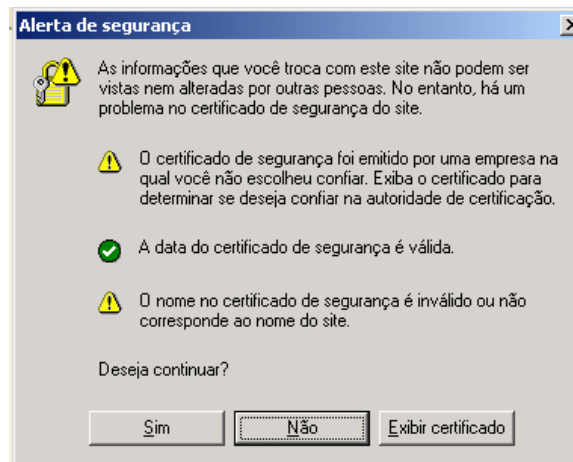 Alerta de segurança
As informações que você troca com este site não podem ser
vistas nem alteradas por outras pessoas. No entanto, há um
problema no certificado de segurança do site.
O certificado de segurança foi emitido por uma empresa na
qual você não escolheu confiar. Exiba o certificado para
determinar se deseja confiar na autoridade de certificação.
A data do certificado de segurança é válida.
O nome no certificado de segurança é inválido ou não
corresponde ao nome do site.
Deseja continuar?
Sim Não Exibir certificado